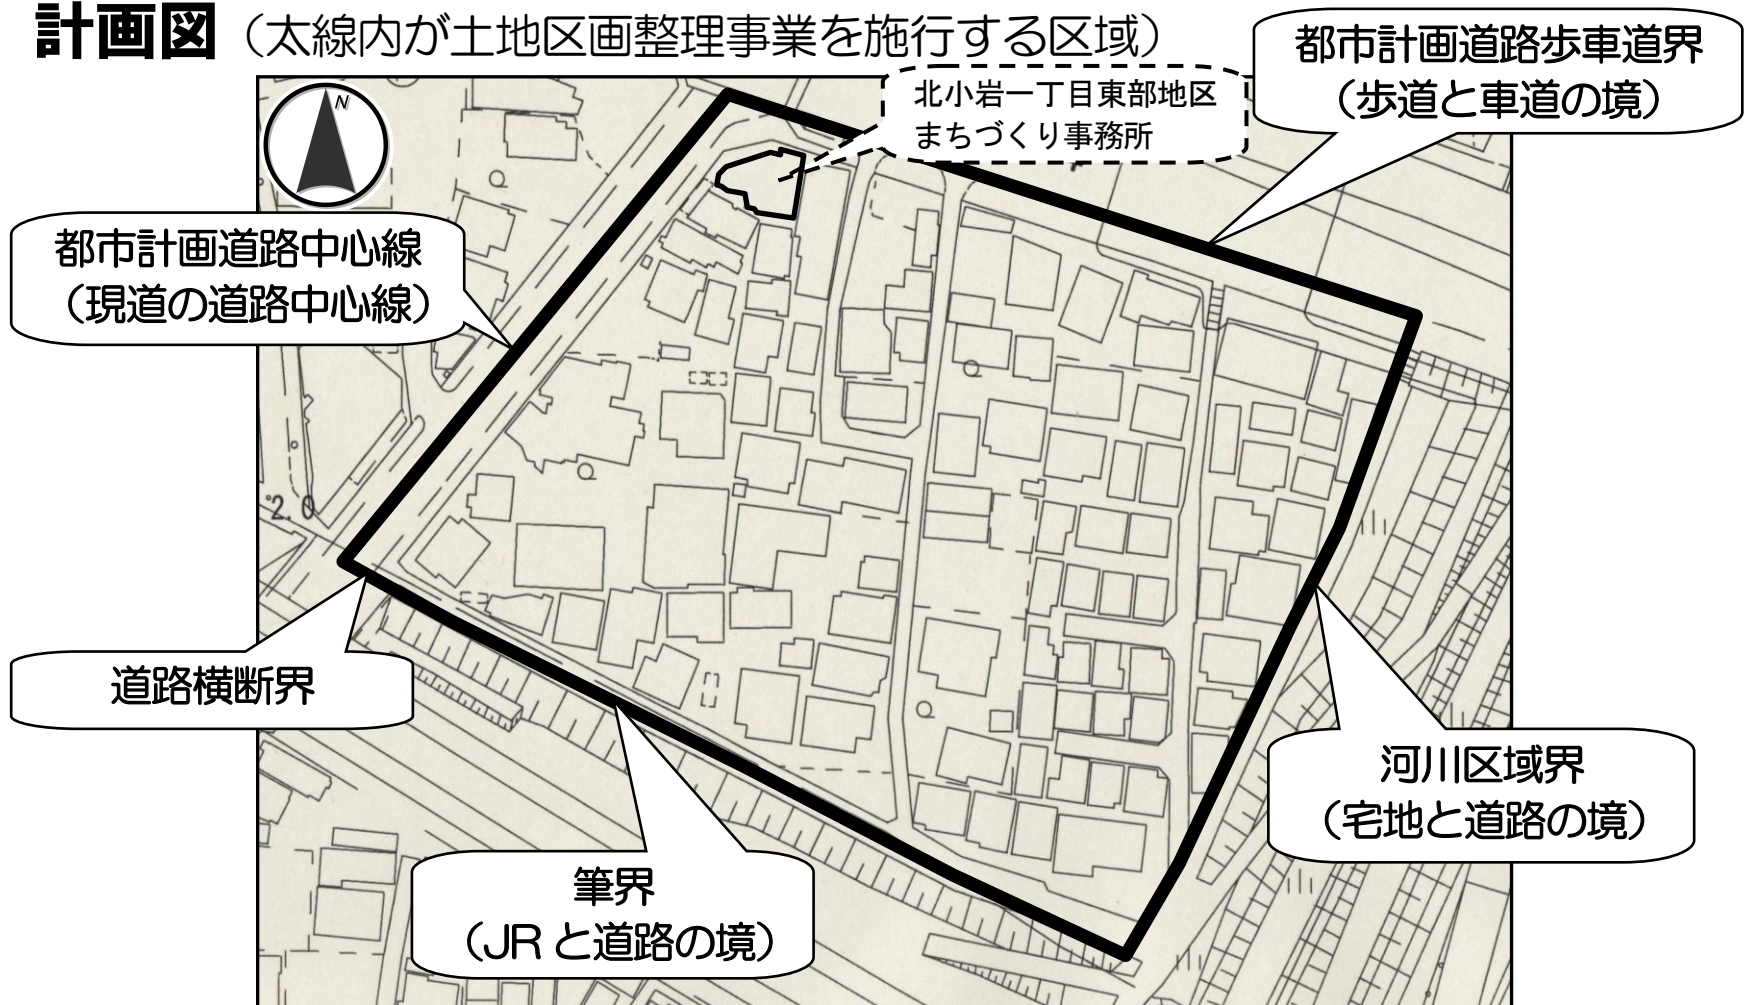 計画図（太線内が土地区画整理事業を施行する区域）
都市計画道路歩車道界
（歩道と車道の境）
北小岩一丁目東部地区
まちづくり事務所
N
都市計画道路中心線
（現道の道路中心線）
2.0
道路横断界
河川区域界
（宅地と道路の境）
筆界
（JRと道路の境）